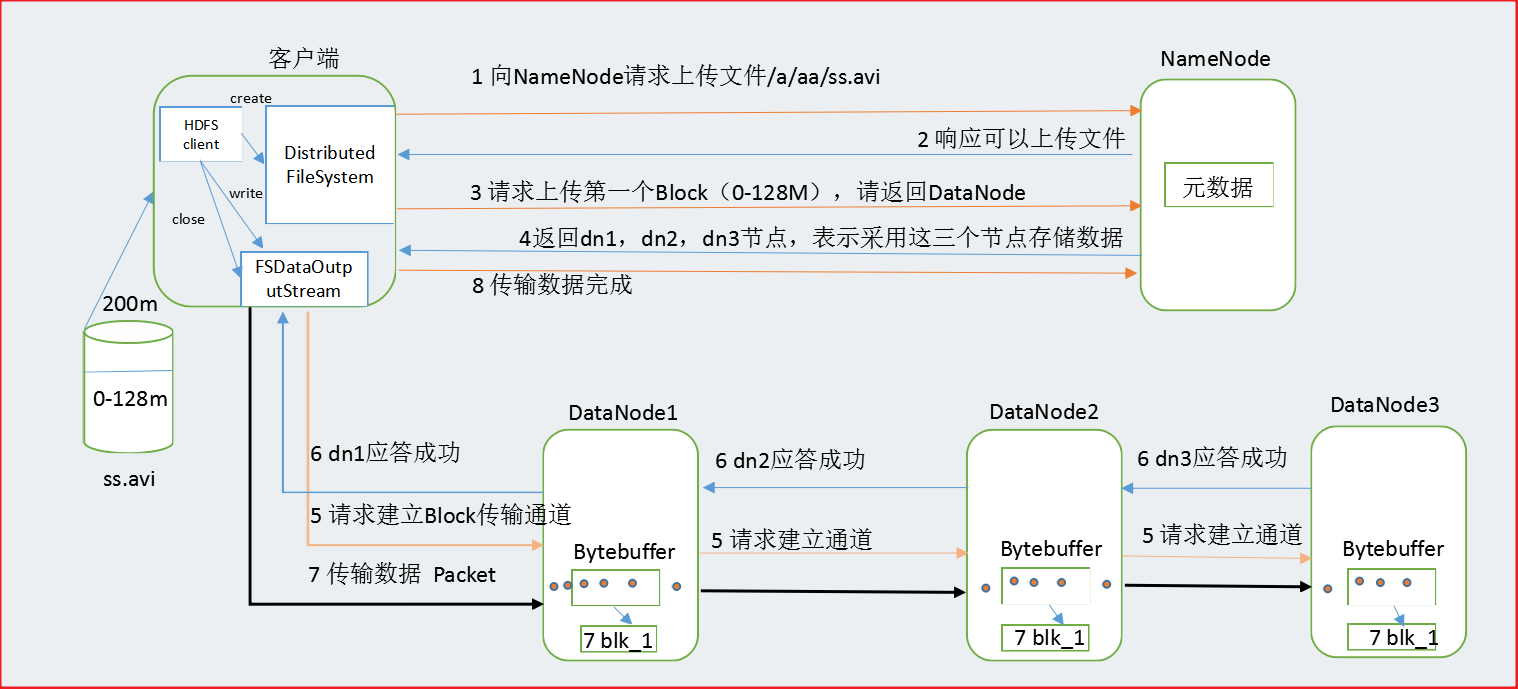 客户端
NameNode
1 向NameNode请求上传文件/a/aa/ss.avi
create
HDFS
client
Distributed
FileSystem
2 响应可以上传文件
元数据
write
3 请求上传第一个Block（0-128M），请返回DataNode
close
4返回dn1，dn2，dn3节点，表示采用这三个节点存储数据
FSDataOutp
utStream
8 传输数据完成
200m
0-128m
ss.avi
DataNode1
DataNode2
DataNode3
6 dn1应答成功
6 dn2应答成功
6 dn3应答成功
5 请求建立Block传输通道
5 请求建立通道
5 请求建立通道
Bytebuffer
Bytebuffer
Bytebuffer
7 传输数据 Packet
7 blk_1
7 blk_1
7 blk_1